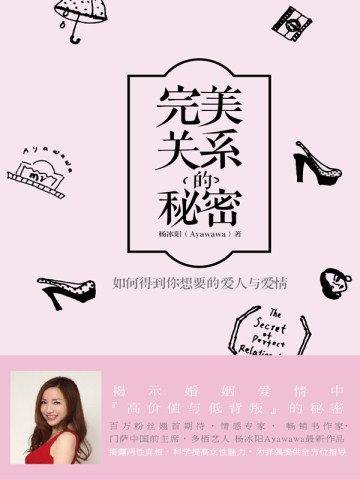 完美
关系
的
秘密
杨冰阳（Ayawawa）著
Ayawawa
如何得到你想要的爱人与爱情
The
Secret
of
Perfect
揭示婚姻爱情中
『高价值与低背叛』的秘密
百万粉丝翘首期待，情感专家，畅销书作家，
门萨中国前主席，多栖艺人 杨冰阳Ayawawa最新作品
揭露两性真相，科学提高女性魅力，为择偶提供全方位指导